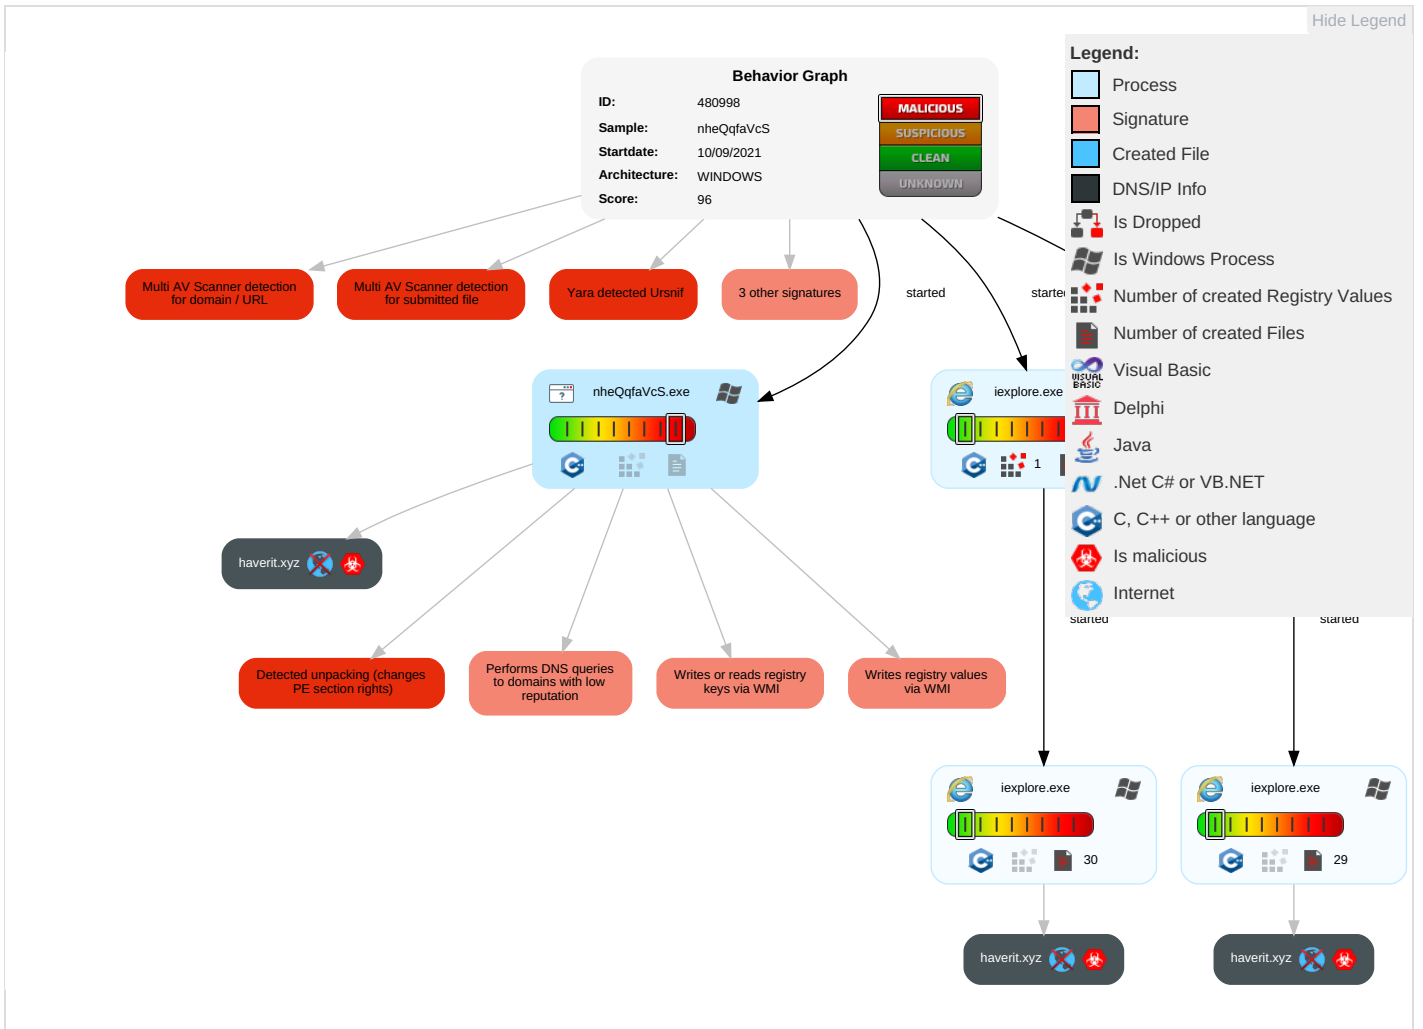 Hide Legend
Legend:
Process
Signature
Created File
DNS/IP Info
Is Dropped
Is Windows Process
Number of created Registry Values
Number of created Files
VISUAL
BASIC
Visual Basic
Delphi
Java
.Net C# or VB.NET
C, C++ or other language
Is malicious
Internet
Behavior Graph
ID: 480998
Sample: nheQqfaVcS
Startdate: 10/09/2021
Architecture: WINDOWS
Score: 96
MALICIOUS
SUSPICIOUS
CLEAN
UNKNOWN
Multi AV Scanner detection
for domain / URL
Multi AV Scanner detection
for submitted file
Yara detected Ursnif
3 other signatures
started
starte
nheQqfaVcS.exe
iexplore.exe
1
haverit.xyz
started
started
Detected unpacking (changes
PE section rights)
Performs DNS queries
to domains with low
reputation
Writes or reads registry
keys via WMI
Writes registry values
via WMI
iexplore.exe
30
iexplore.exe
29
haverit.xyz
haverit.xyz